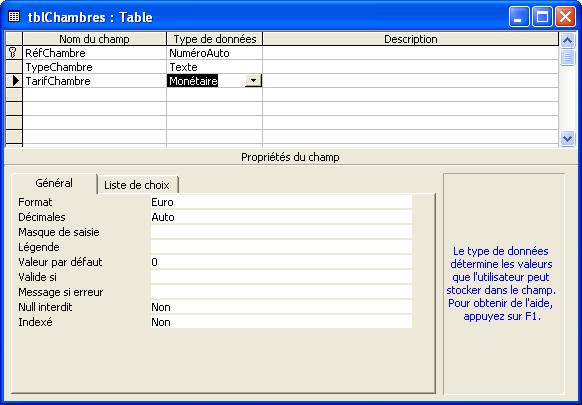 tblChambres : Table
Nom du champ Type de données Description
RéfChambre NuméroAuto
TypeChambre Texte
TarifChambre Monétaire
Propriétés du champ
Général Liste de choix
Format Euro
Décimales Auto
Masque de saisie
Légende
Valeur par défaut 0
Valide si
Message si erreur
Null interdit Non
Indexé Non
Le type de données
détermine les valeurs
que l'utilisateur peut
stocker dans le champ.
Pour obtenir de l'aide,
appuyez sur F1.